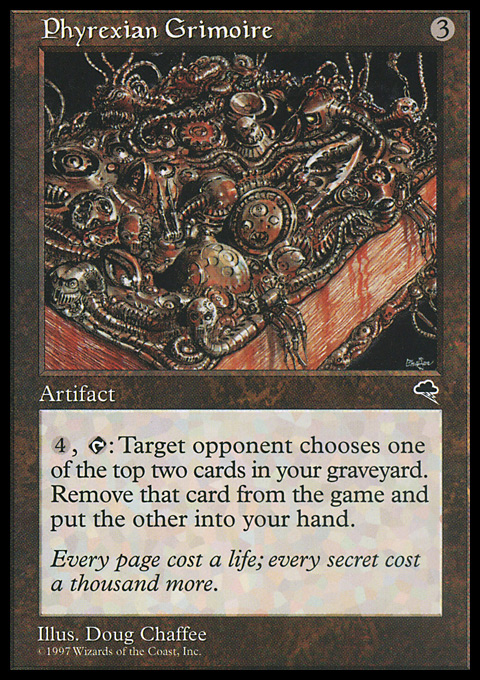 Phyrexian Grimoire 3
Artifact
4, : Target opponent chooses one
of the top two cards in your graveyard.
Remove that card from the game and
put the other into your hand.
Every page cost a life; every secret cost
a thousand more.
Illus. Doug Chaffee
©1997 Wizards of the Coast, Inc.